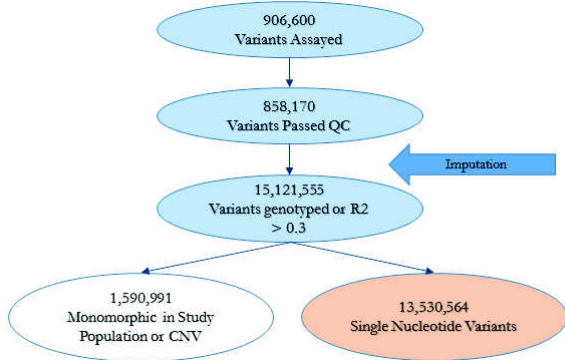 906,600
Variants Assayed
858,170
Variants Passed QC
Imputation
15,121,555
Variants genotyped or R2
> 0.3
1,590,991
Monomorphic in Study
Population or CNV
13,530,564
Single Nucleotide Variants